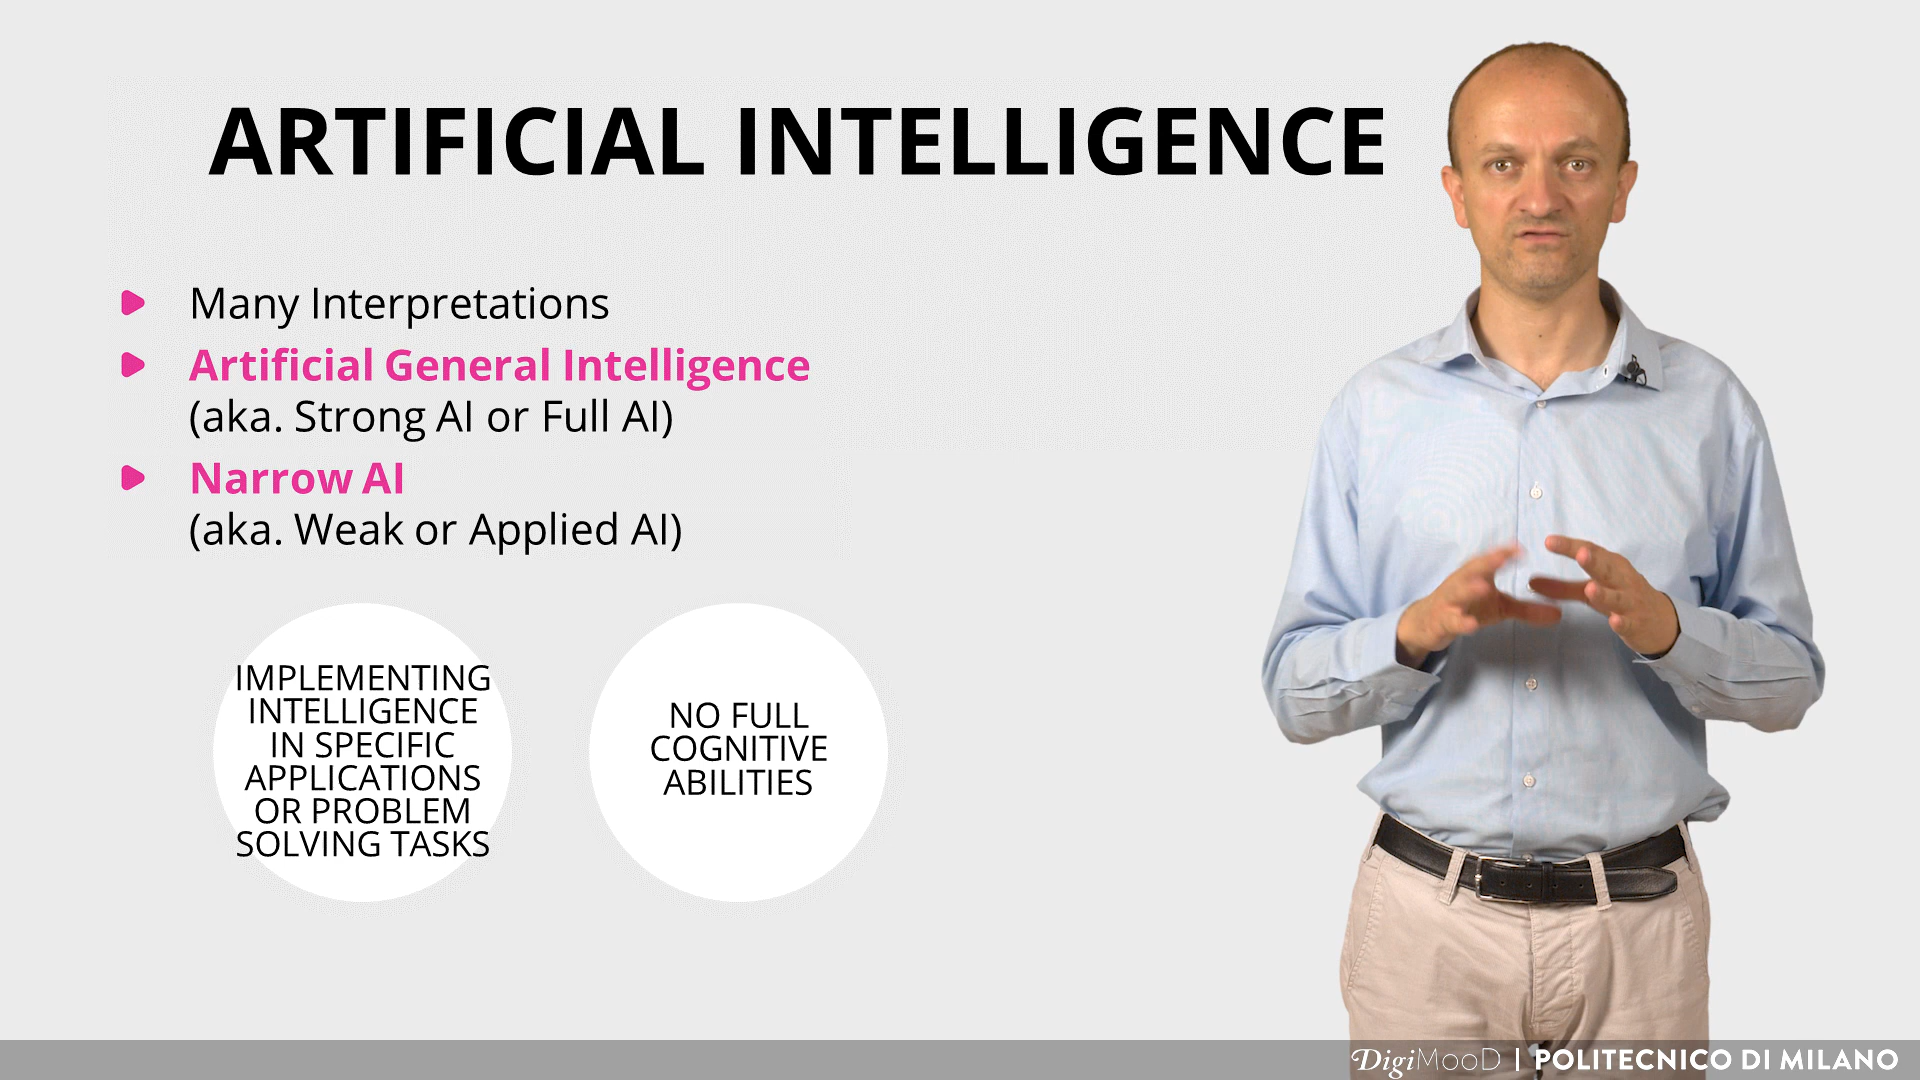 ARTIFICIAL INTELLIGENCE
Many Interpretations
Artificial General Intelligence
(aka. Strong AI or Full AI)
Narrow AI
(aka. Weak or Applied AI)
IMPLEMENTING
INTELLIGENCE
IN SPECIFIC
APPLICATIONS
OR PROBLEM
SOLVING TASKS
NO FULL
COGNITIVE
ABILITIES
DigiMooD | POLITECNICO DI MILANO